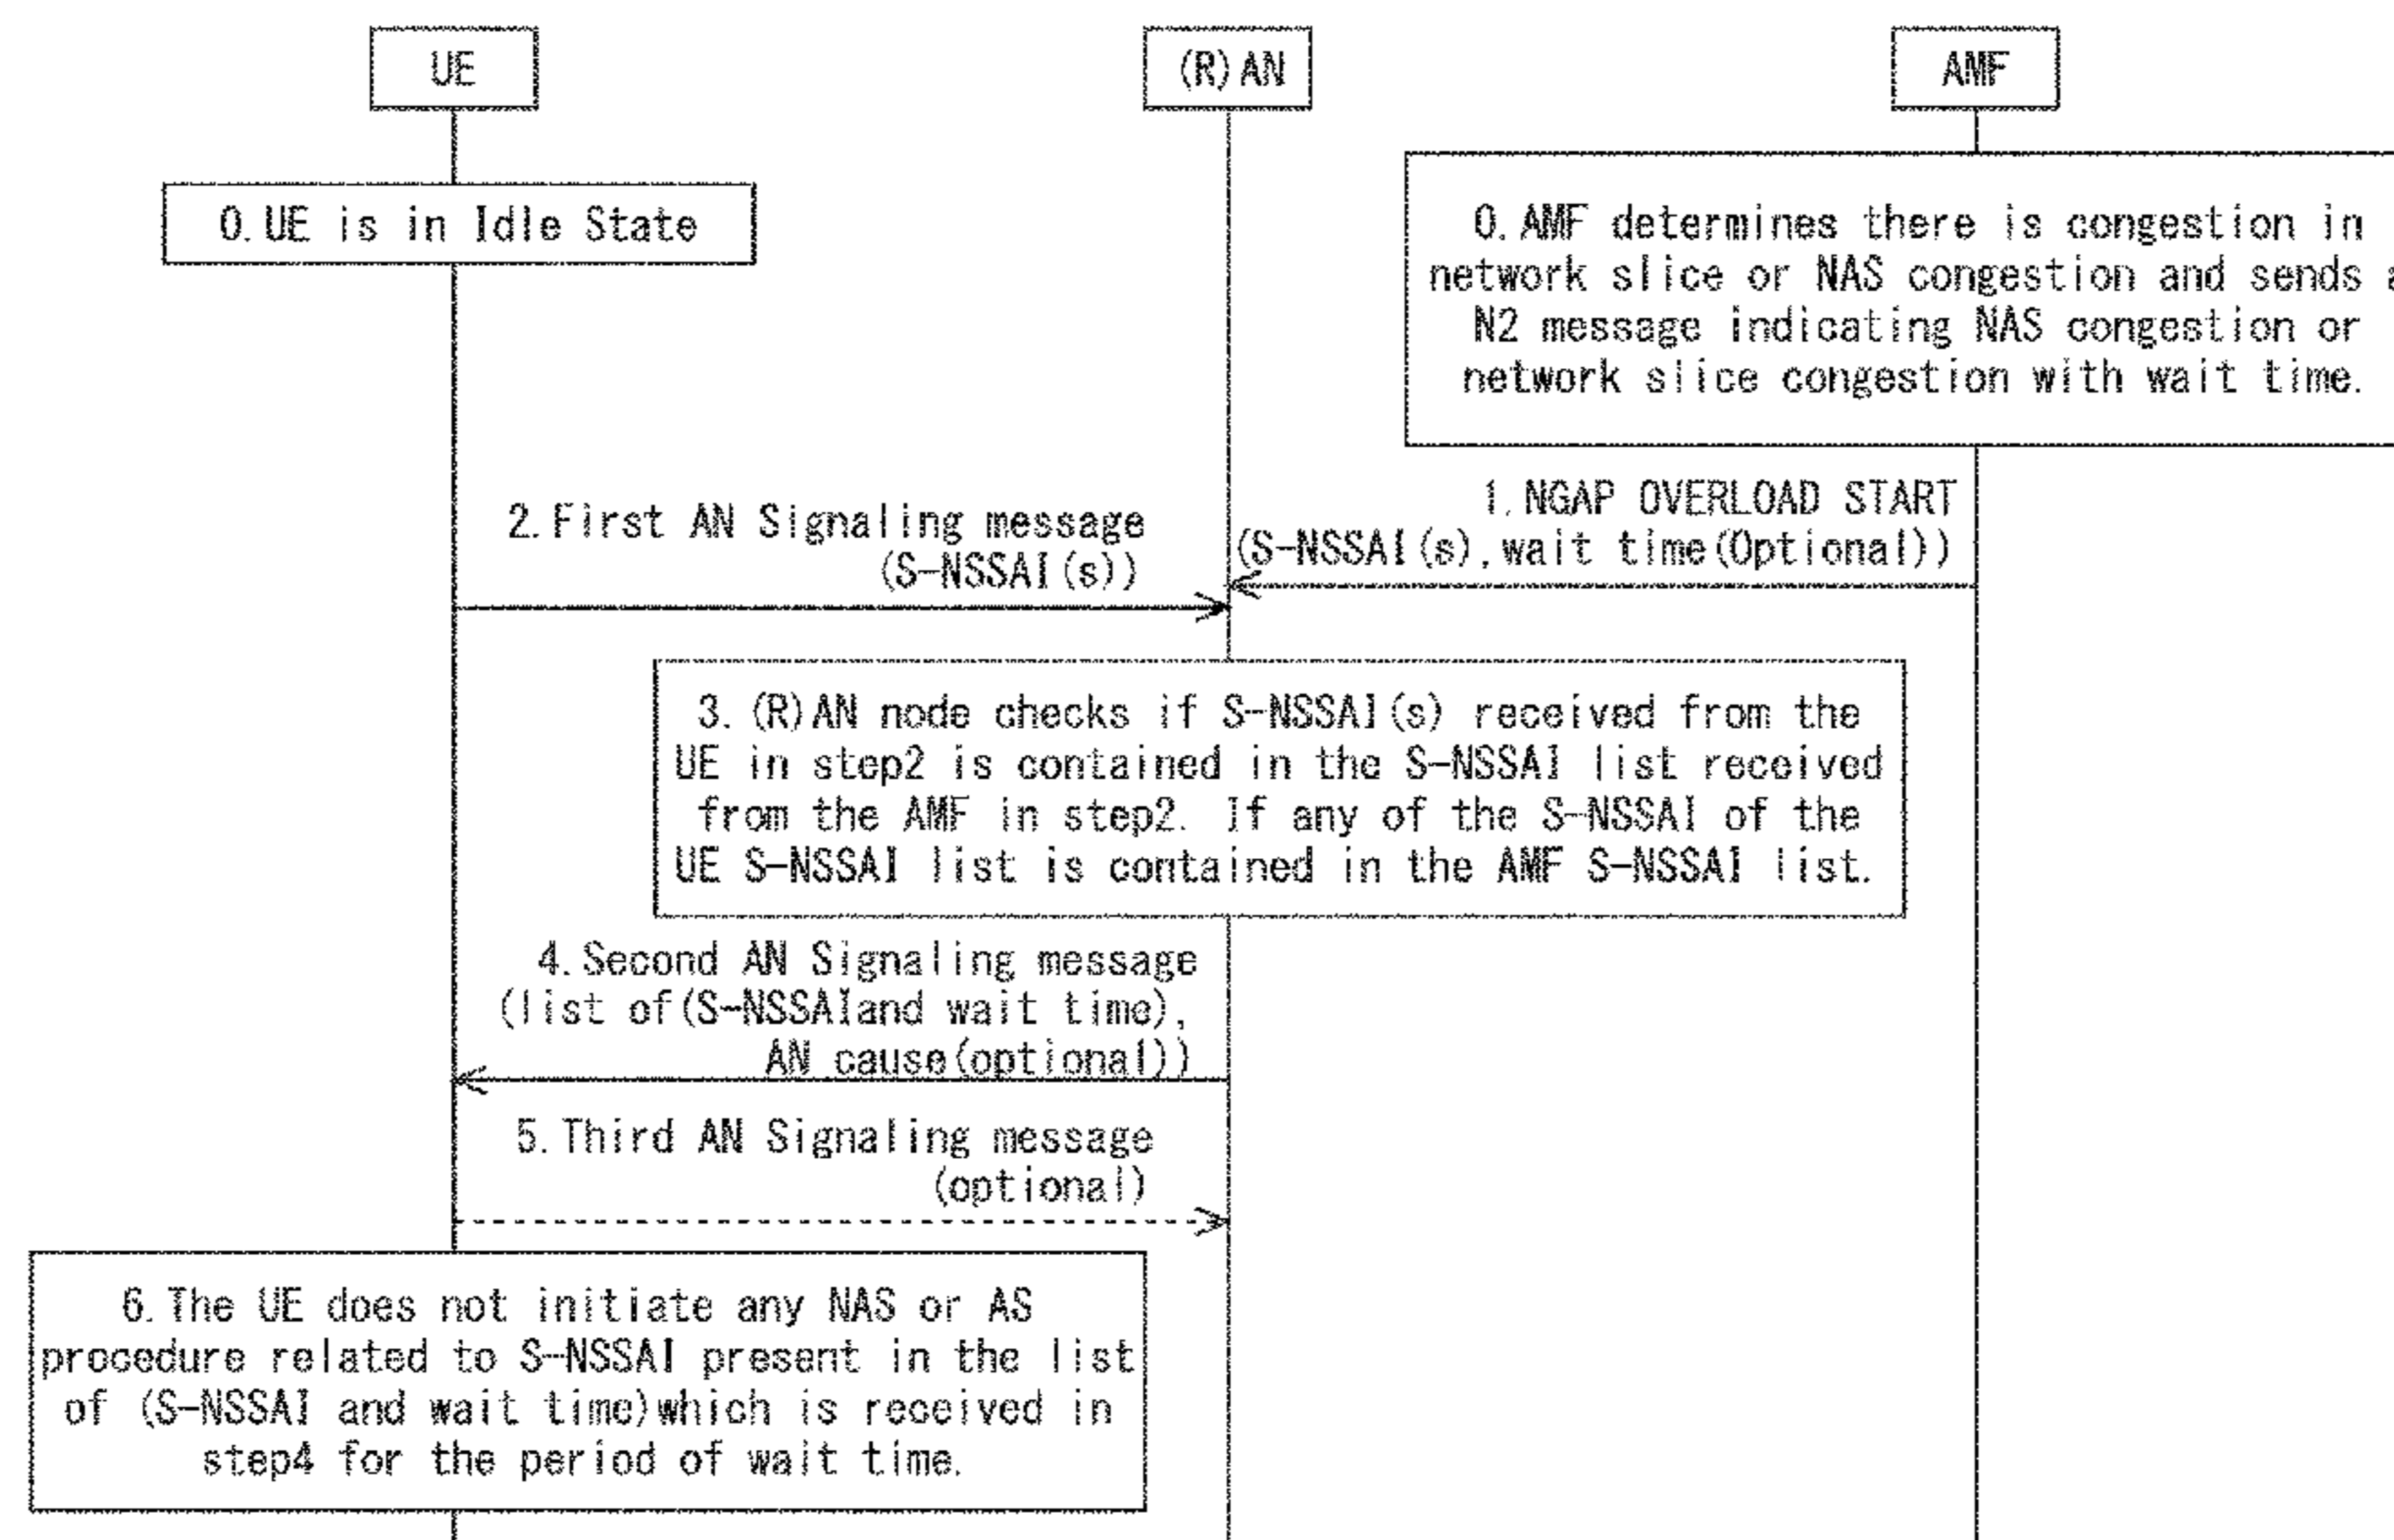 UE
(R)AN
AMF
0.UE is in Idle State
0.AMF determines there is congestion in
network slice or NAS congestion and sends a
N2 message indicating NAS congestion or
network slice congestion with wait time.
1.NGAP OVERLOAD START
(S-NSSAI(s),wait time(Optional))
2.First AN Signaling message
(S-NSSAI(s))
3.(R)AN node checks if S-NSSAI(s) received from the
UE in step2 is contained in the S-NSSAI list received
from the AMF in step2. If any of the S-NSSAI of the
UE S-NSSAI list is contained in the AMF S-NSSAI list.
4.Second AN Signaling message
(list of(S-NSSAIand wait time),
AN cause(optional))
5.Third AN Signaling message
(optional)
6.The UE does not initiate any NAS or AS
procedure related to S-NSSAI present in the list
of (S-NSSAI and wait time)which is received in
step4 for the period of wait time.